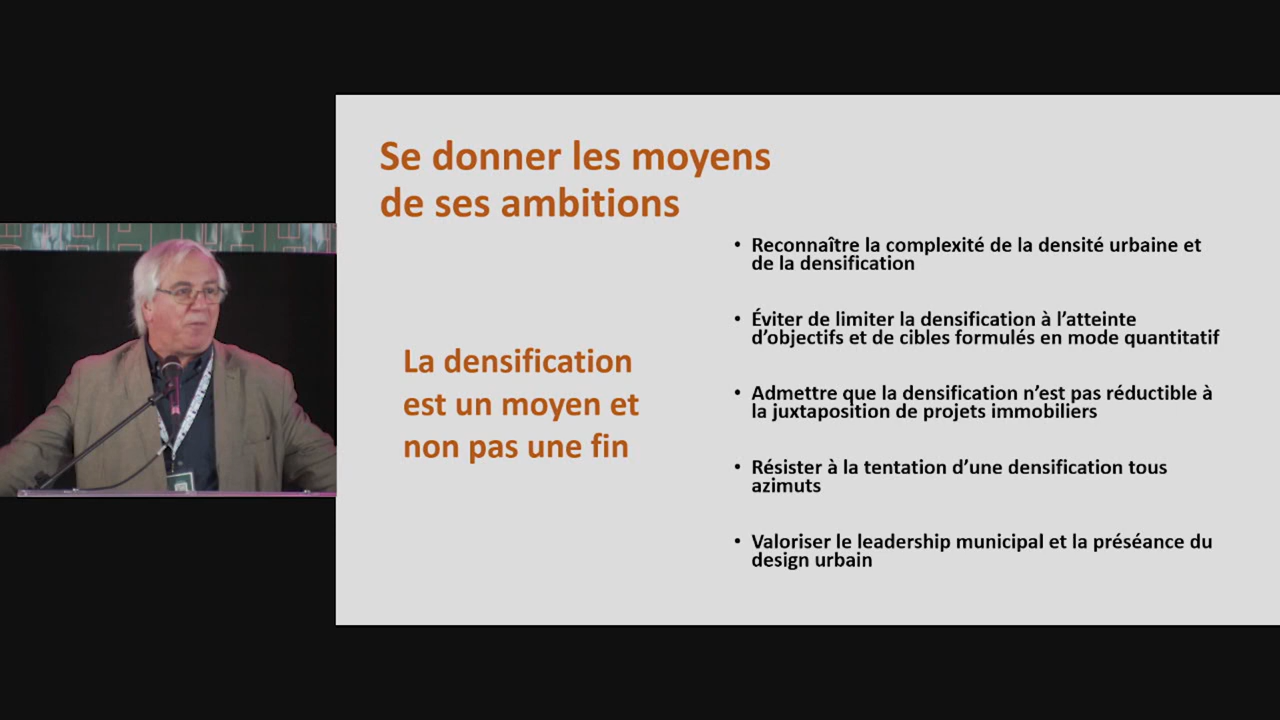 Se donner les moyens
de ses ambitions
La densification
est un moyen et
non pas une fin
• Reconnaître la complexité de la densité urbaine et
de la densification
• Éviter de limiter la densification à l’atteinte
d’objectifs et de cibles formulés en mode quantitatif
• Admettre que la densification n’est pas réductible à
la juxtaposition de projets immobiliers
• Résister à la tentation d’une densification tous
azimuts
• Valoriser le leadership municipal et la préséance du
design urbain